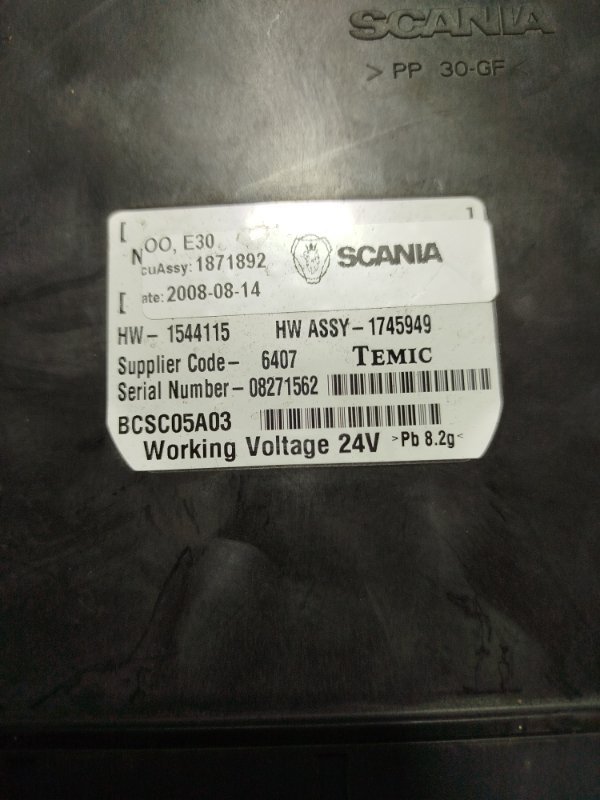 SCANIA
> PP 30-GF <
[ ]
OO, E30
cuAssy: 1871892
SCANIA
[ ate: 2008-08-14
HW- 1544115 HW ASSY-1745949
Supplier Code- 6407 TEMIC
Serial Number- 08271562
BCSC05A03
Working Voltage 24V >Pb 8.2g<